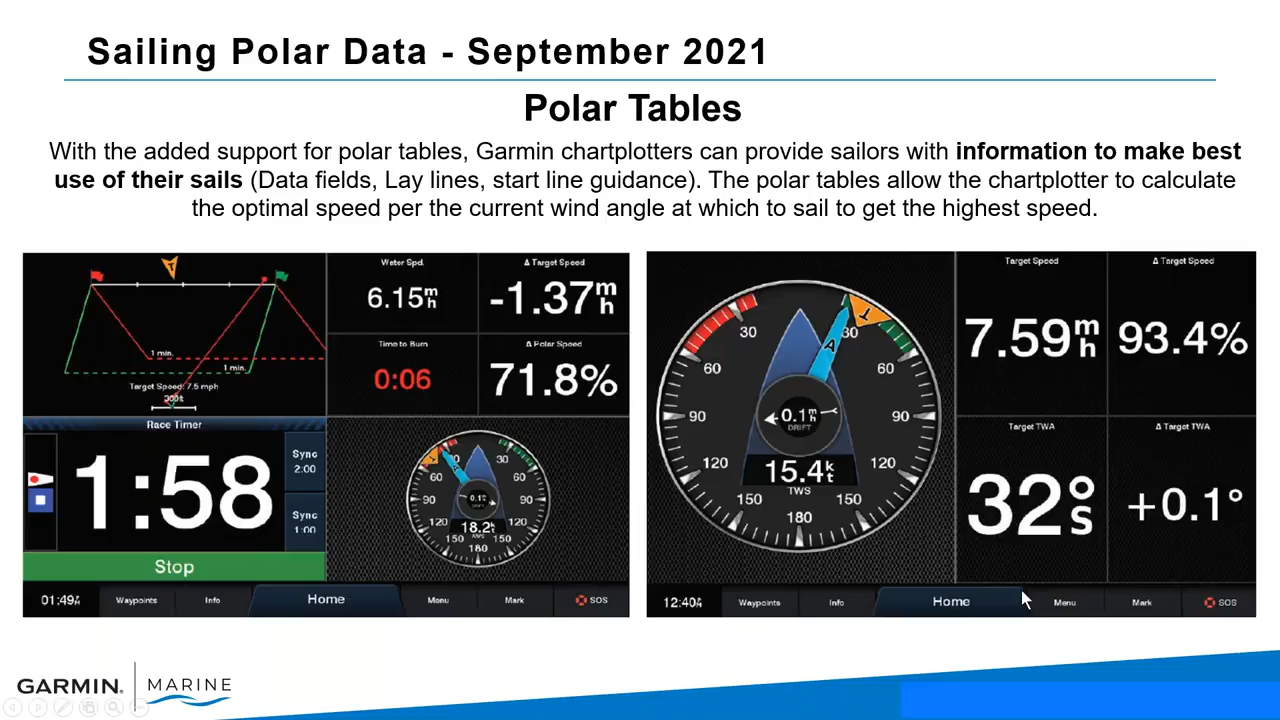 Sailing Polar Data - September 2021
Polar Tables
With the added support for polar tables, Garmin chartplotters can provide sailors with information to make best
use of their sails (Data fields, Lay lines, start line guidance). The polar tables allow the chartplotter to calculate
the optimal speed per the current wind angle at which to sail to get the highest speed.
T
1 min.
1 min.
Target Speed: 7.5 mph
300ft
Water Spd.
6.15mh
Δ Target Speed
-1.37mh
Time to Burn
0:06
Δ Polar Speed
71.8%
Race Timer
1:58
Sync
2:00
Sync
1:00
Stop
30
60
60
90
90
120
120
150
150
180
0.1
18.2
01:49
Waypoints
Info
Home
Menu
Mark
SOS
T
A
30
30
60
60
90
90
120
120
150
150
180
0.1mh
DRIFT
15.4kt
TWS
Target Speed
7.59mh
Δ Target Speed
93.4%
Target TWA
32°S
Δ Target TWA
+0.1°
12:40
Waypoints
Info
Home
Menu
Mark
SOS
GARMIN.
MARINE